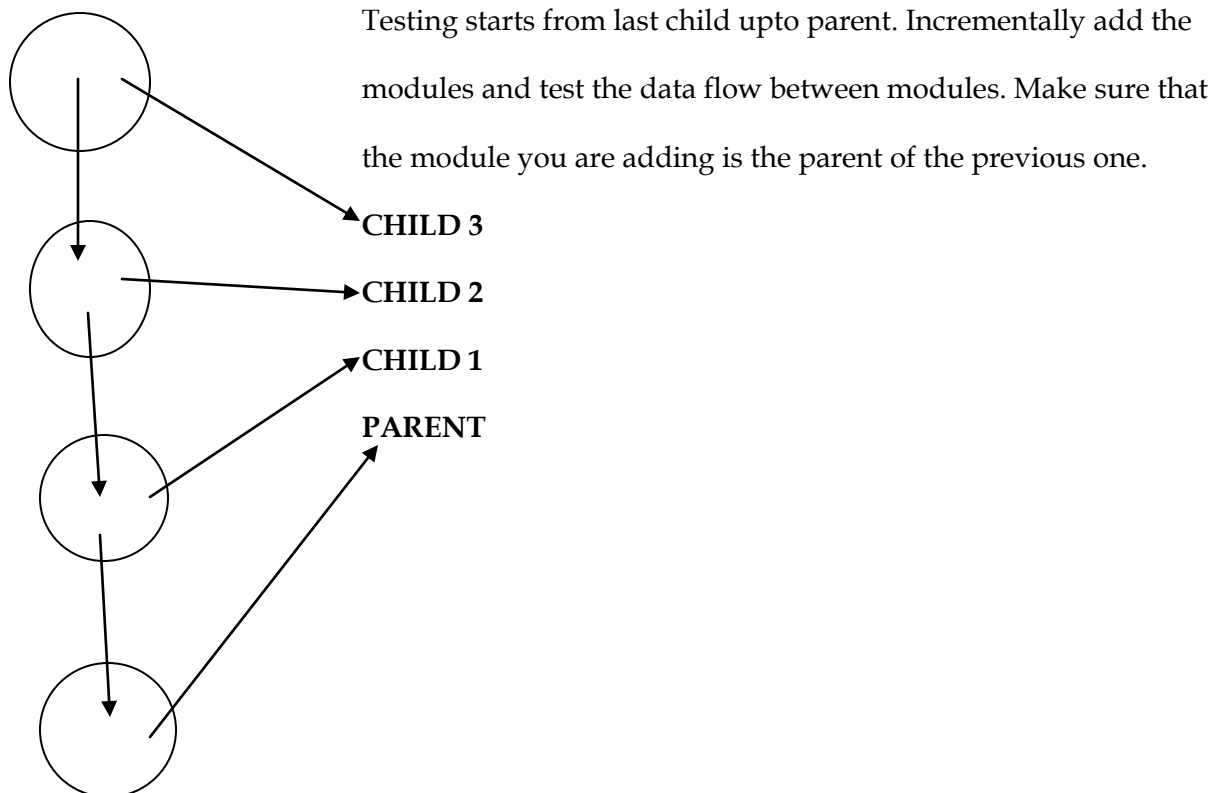 Testing starts from last child upto parent. Incrementally add the
modules and test the data flow between modules. Make sure that
the module you are adding is the parent of the previous one.
CHILD 3
CHILD 2
CHILD 1
PARENT